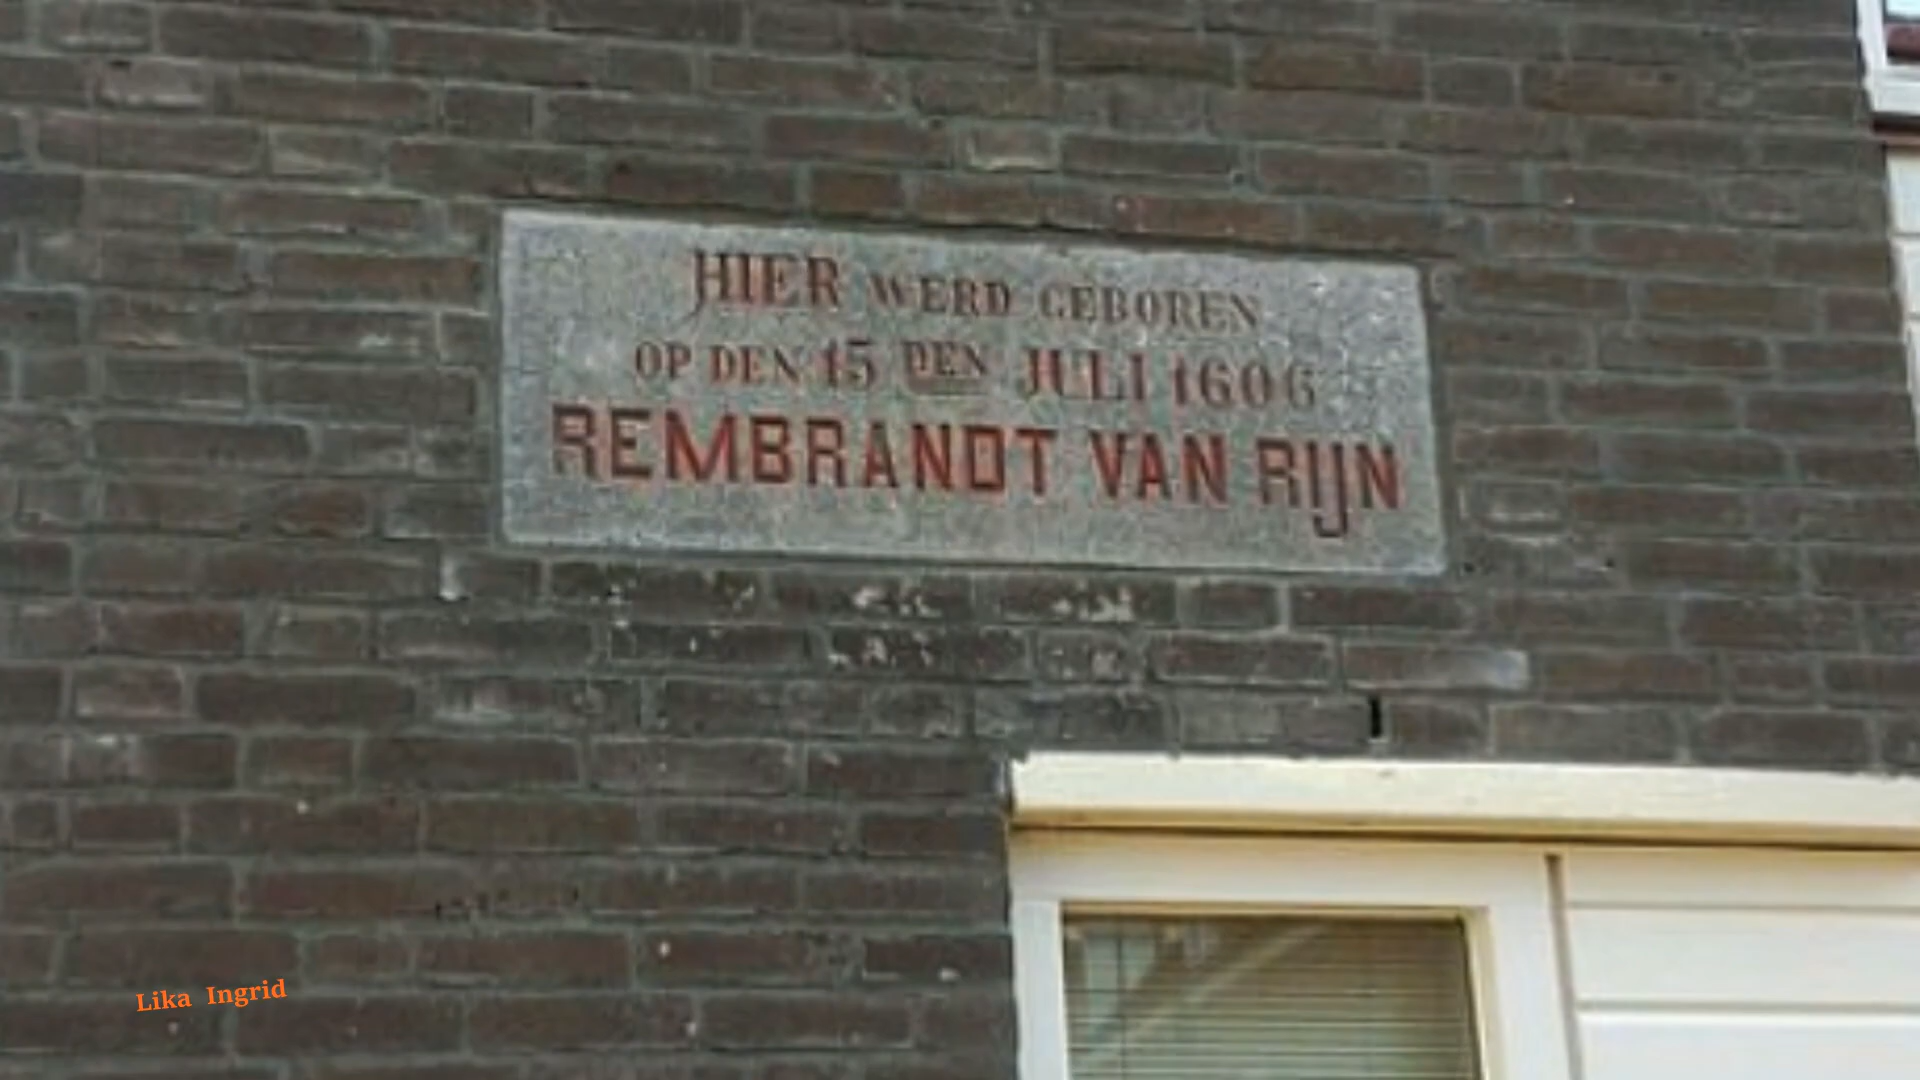 HIER WERD GEBOREN
OP DEN 15 DEN JULI 1606
REMBRANDT VAN RIJN
Lika Ingrid